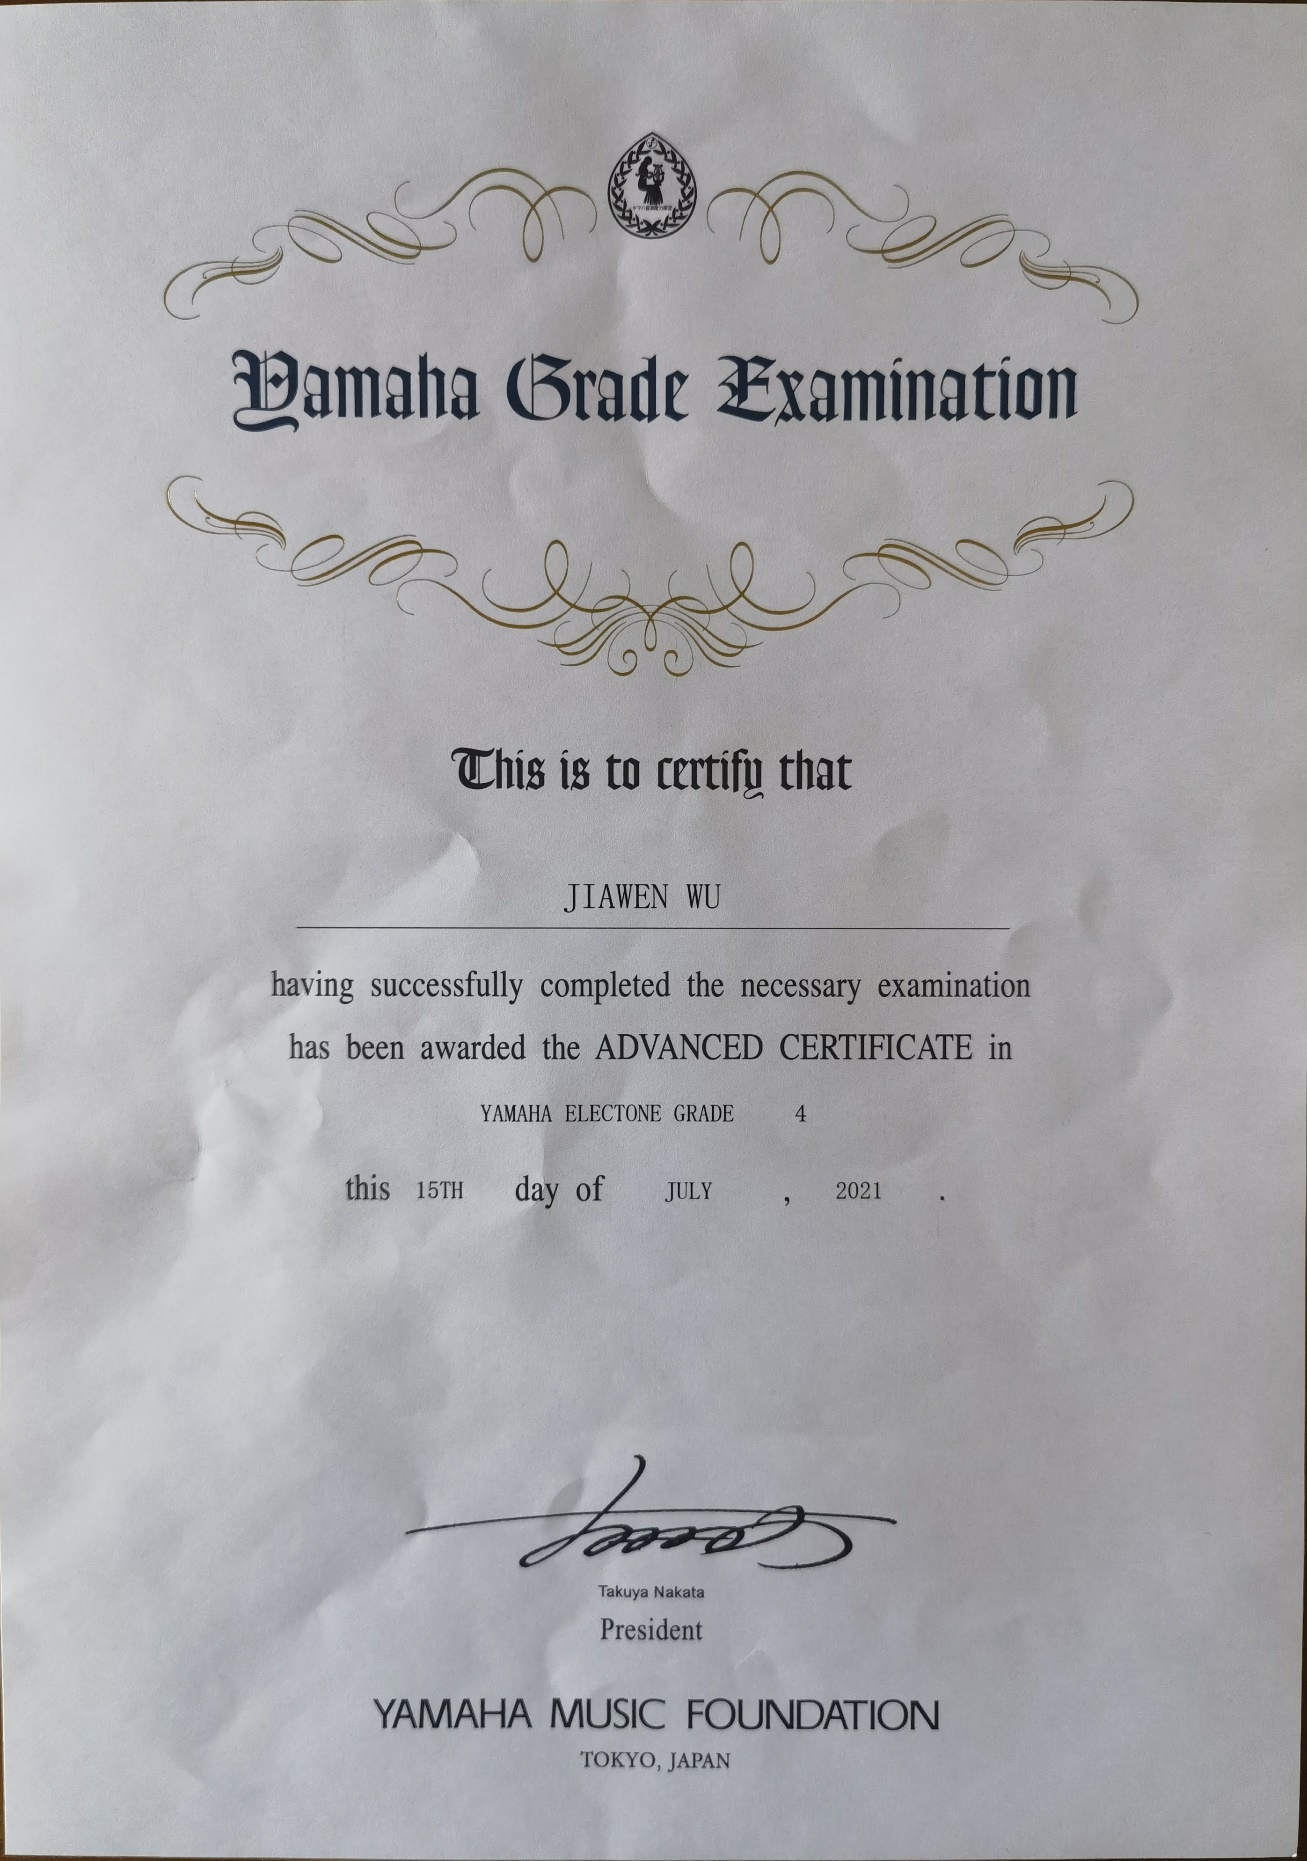 Yamaha Grade Examination
This is to certify that
JIAWEN WU
having successfully completed the necessary examination
has been awarded the ADVANCED CERTIFICATE in
YAMAHA ELECTONE GRADE 4
this 15TH day of JULY , 2021 .
Takuya Nakata
President
YAMAHA MUSIC FOUNDATION
TOKYO, JAPAN